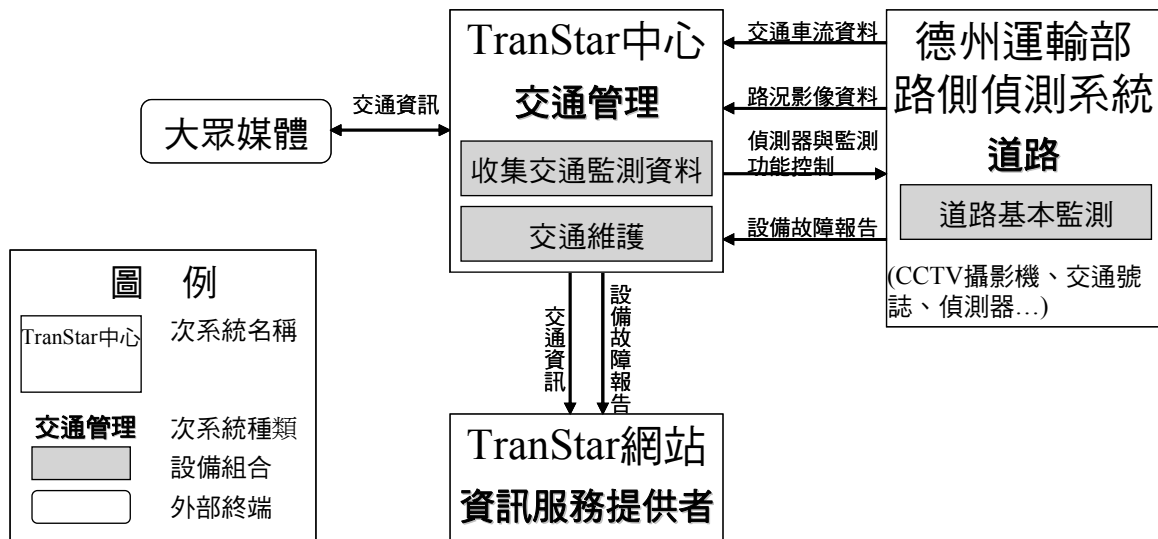 TranStar中心
交通管理
收集交通監測資料
交通維護
大眾媒體
交通資訊
交通車流資料
路況影像資料
偵測器與監測
功能控制
設備故障報告
德州運輸部
路側偵測系統
道路
道路基本監測
(CCTV攝影機、交通號
誌、偵測器…)
交通資訊
設備故障報告
TranStar網站
資訊服務提供者
圖 例
TranStar中心
次系統名稱
交通管理
次系統種類
設備組合
外部終端